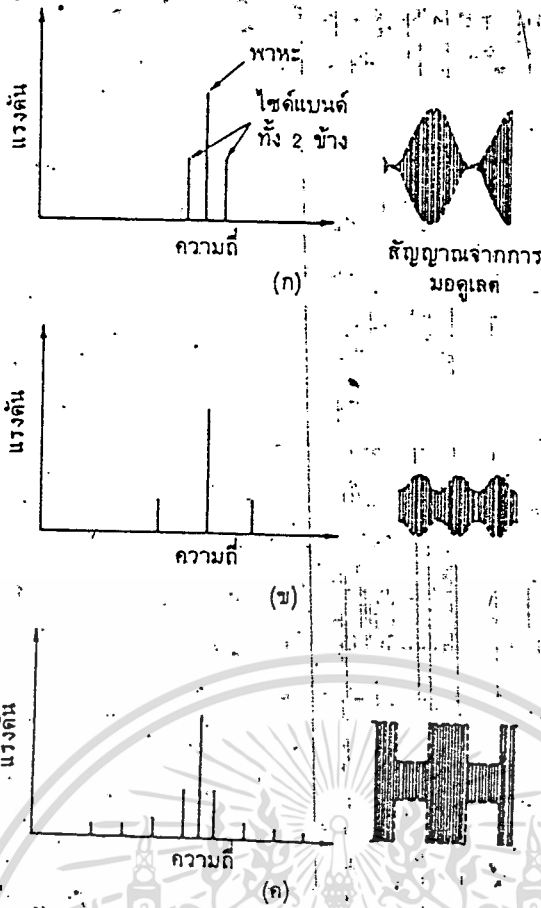 แรงดัน
พาหะ
ไซด์แบนด์
ทั้ง 2 ข้าง
ความถี่
(ก)
สัญญาณจากการ
มอดูเลต
แรงดัน
ความถี่
(ข)
แรงดัน
ความถี่
(ค)